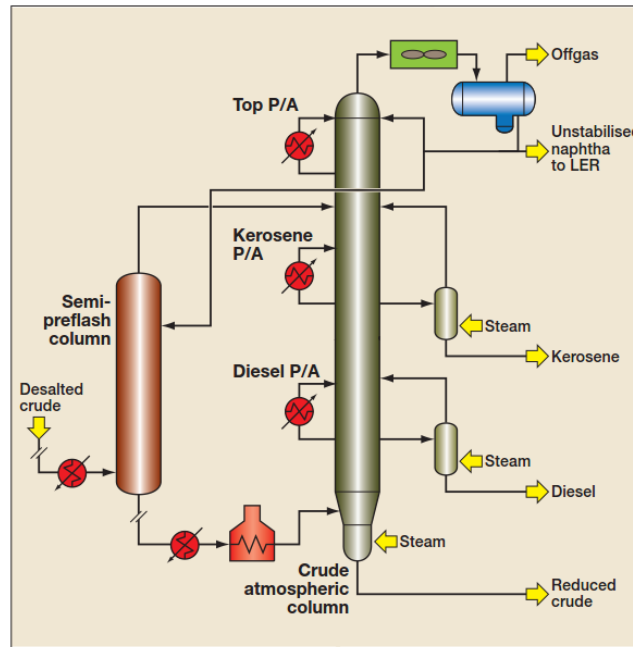 Offgas
Top P/A
Unstabilised
naphtha
to LER
Kerosene
P/A
Semi-
preflash
column
Steam
Kerosene
Diesel P/A
Desalted
crude
Steam
Diesel
Steam
Crude
atmospheric
column
Reduced
crude